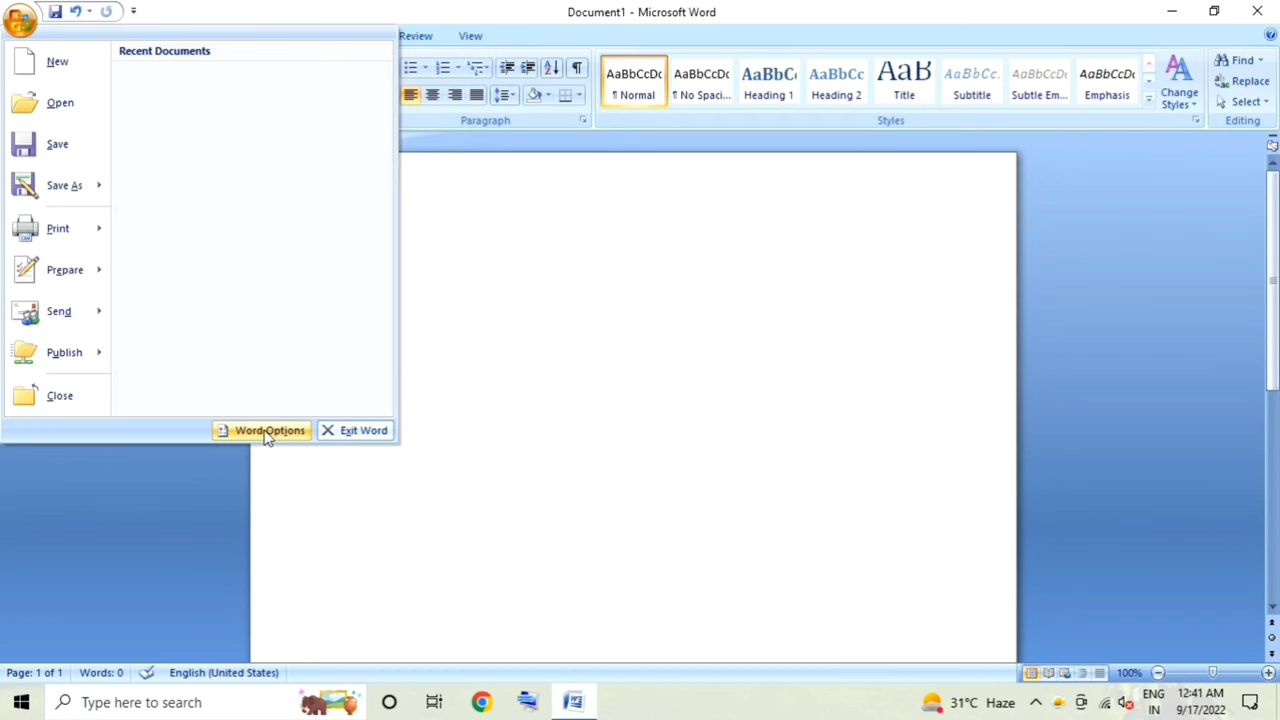 Document1 - Microsoft Word
Review View
New
Open
Save
Save As
Print
Prepare
Send
Publish
Close
Recent Documents
Word Options
Exit Word
Paragraph
AaBbCcDc AaBbCcDc AaBbC AaBbCc AaB AaBbCc. AaBbCcDc AaBbCcDc
¶ Normal ¶ No Spaci... Heading 1 Heading 2 Title Subtitle Subtle Em... Emphasis
Change
Styles
Styles
Find
Replace
Select
Editing
Page: 1 of 1 Words: 0 English (United States) 100%
Type here to search
31°C Haze
ENG
IN
12:41 AM
9/17/2022